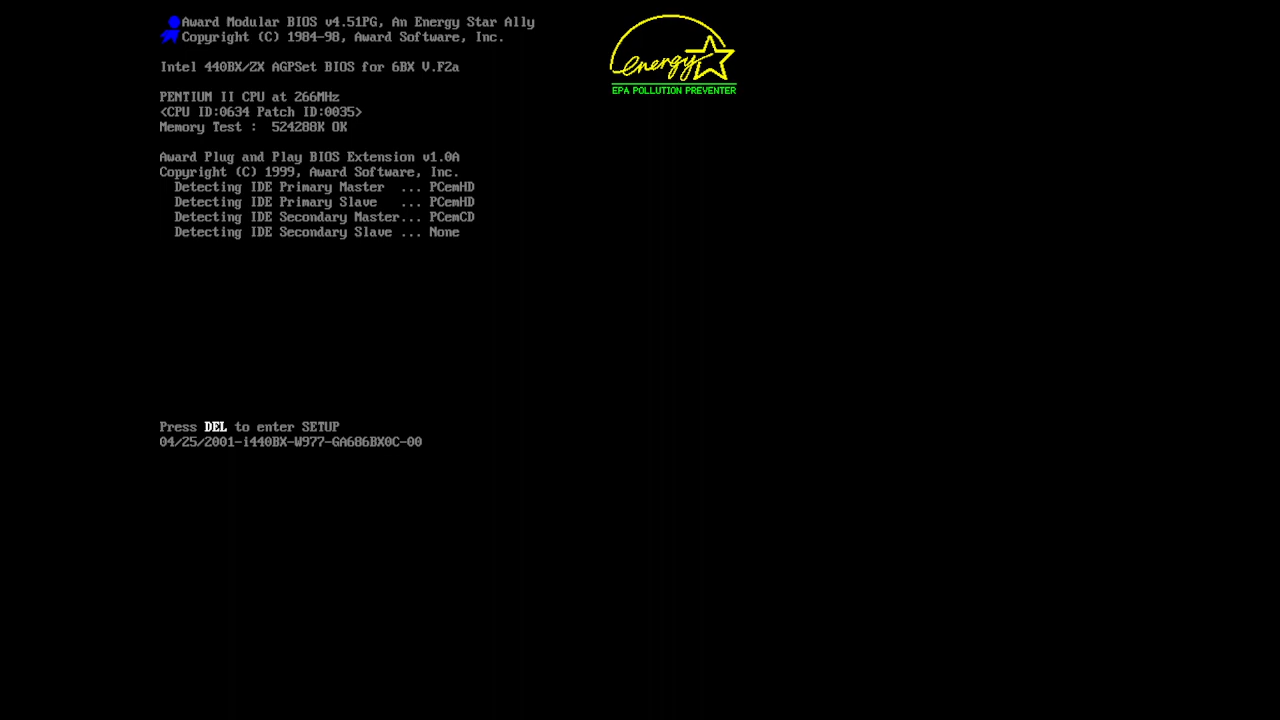 Award Modular BIOS v4.51PG, An Energy Star Ally
Copyright (C) 1984-98, Award Software, Inc.
energy
EPA POLLUTION PREVENTER
Intel 440BX/ZX AGPSet BIOS for 6BX V.F2a
PENTIUM II CPU at 266MHz
<CPU ID:0634 Patch ID:0035>
Memory Test :  524288K OK
Award Plug and Play BIOS Extension v1.0A
Copyright (C) 1999, Award Software, Inc.
Detecting IDE Primary Master  ... PCemHD
Detecting IDE Primary Slave   ... PCemHD
Detecting IDE Secondary Master... PCemCD
Detecting IDE Secondary Slave ... None
Press DEL to enter SETUP
04/25/2001-i440BX-W977-GA686BX0C-00